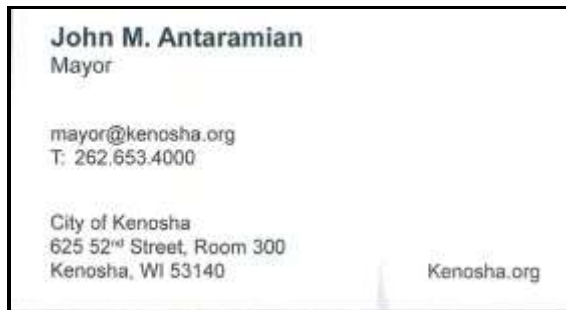 John M. Antaramian
Mayor
mayor@kenosha.org
T: 262.653.4000
City of Kenosha
625 52nd Street, Room 300
Kenosha, WI 53140
Kenosha.org